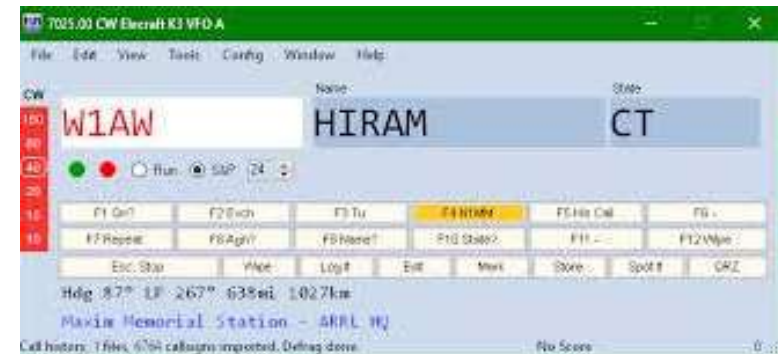 7025.00 CW Elecraft K3 VFO A
File Edit View Tools Config Window Help
CW Name State
160 W1AW HIRAM CT
80
40 Run S&P 24
20
15 F1 Qrl? F2 Exch F3 Tu F4 N1MM F5 His Call F6 -
10 F7 Repeat F8 Agn? F9 Name? F10 State? F11 - F12 Wipe
Esc: Stop Wipe Log It Edit Mark Store Spot It QRZ
Hdg 87° LP 267° 638mi 1027km
Maxim Memorial Station - ARRL HQ
Call history: 1 files, 6764 callsigns imported. Defrag done. No Score 0